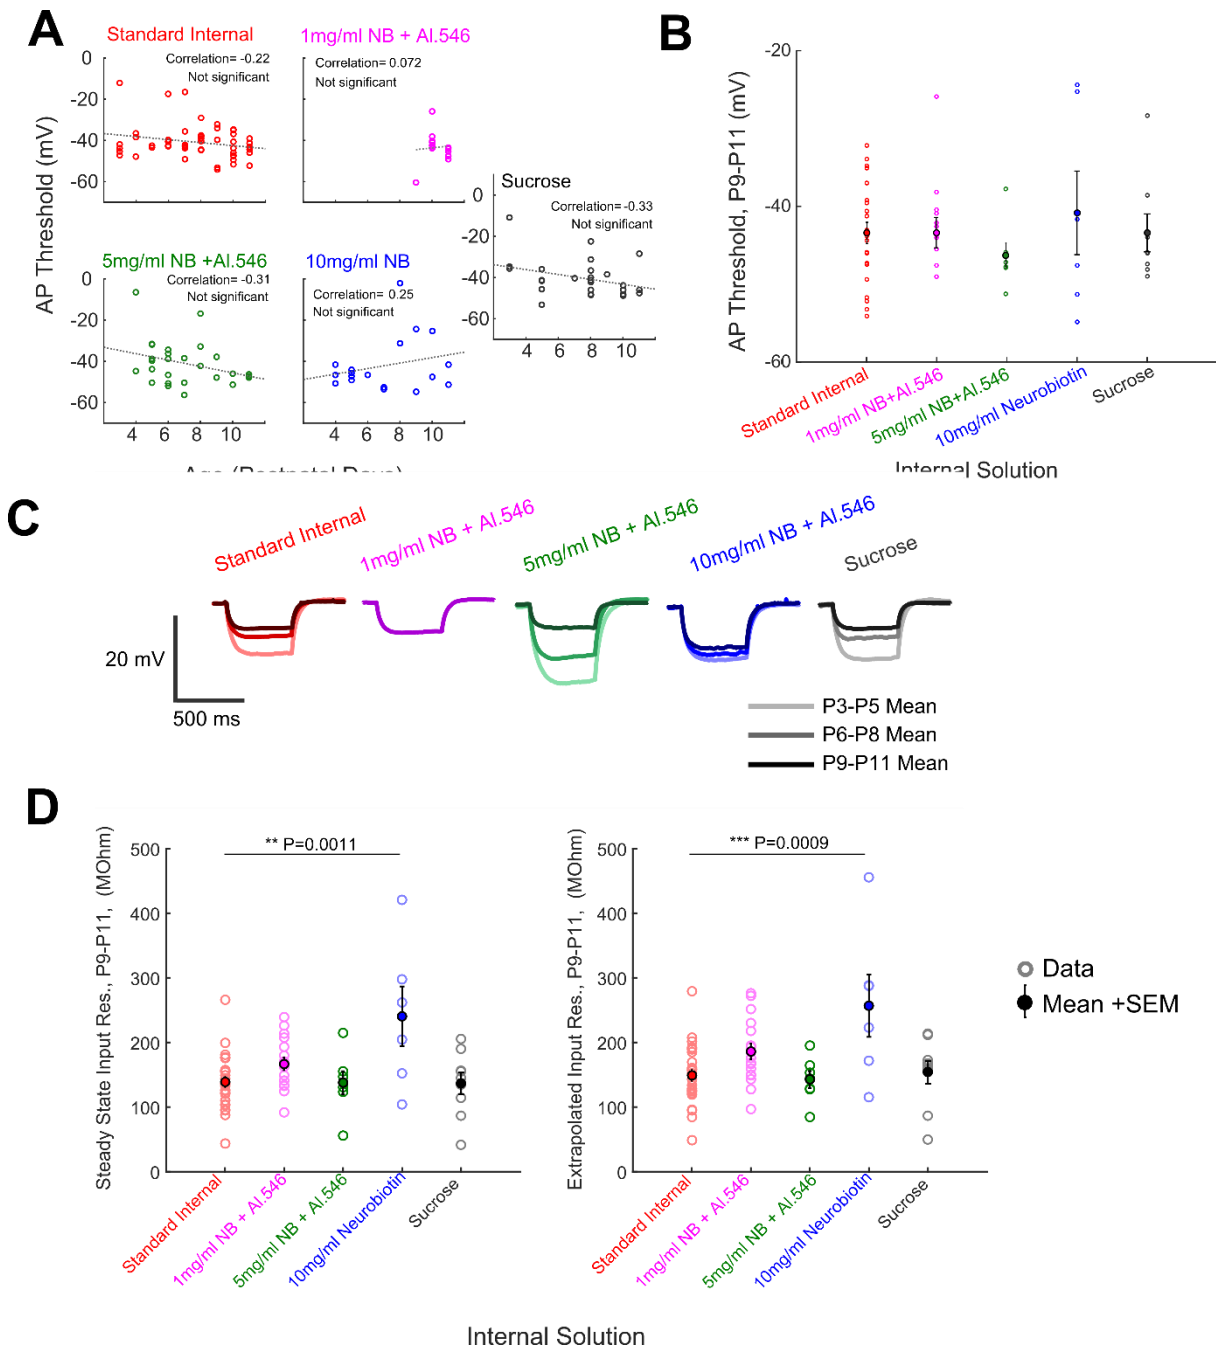 A
Standard Internal
1mg/ml NB + Al.546
Correlation= -0.22
Not significant
Correlation= 0.072
Not significant
0
-20
-40
-60
AP Threshold (mV)
Sucrose
Correlation= -0.33
Not significant
0
-20
-40
-60
4 6 8 10
5mg/ml NB +Al.546
10mg/ml NB
Correlation= -0.31
Not significant
Correlation= 0.25
Not significant
0
-20
-40
-60
4 6 8 10
4 6 8 10
Age (Postnatal Days)
B
-20
-40
-60
AP Threshold, P9-P11 (mV)
Standard Internal
1mg/ml NB+Al.546
5mg/ml NB+Al.546
10mg/ml Neurobiotin
Sucrose
Internal Solution
C
Standard Internal
1mg/ml NB + Al.546
5mg/ml NB + Al.546
10mg/ml NB + Al.546
Sucrose
20 mV
500 ms
P3-P5 Mean
P6-P8 Mean
P9-P11 Mean
D
** P=0.0011
500
400
300
200
100
0
Steady State Input Res., P9-P11, (MOhm)
Standard Internal
1mg/ml NB + Al.546
5mg/ml NB + Al.546
10mg/ml Neurobiotin
Sucrose
*** P=0.0009
500
400
300
200
100
0
Extrapolated Input Res., P9-P11, (MOhm)
Standard Internal
1mg/ml NB + Al.546
5mg/ml NB + Al.546
10mg/ml Neurobiotin
Sucrose
Data
Mean +SEM
Internal Solution